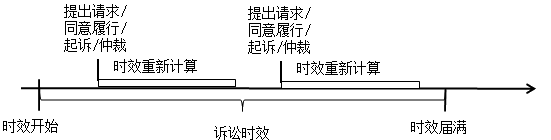 提出请求/
同意履行/
起诉/仲裁
时效重新计算
提出请求/
同意履行/
起诉/仲裁
时效重新计算
时效开始
诉讼时效
时效届满